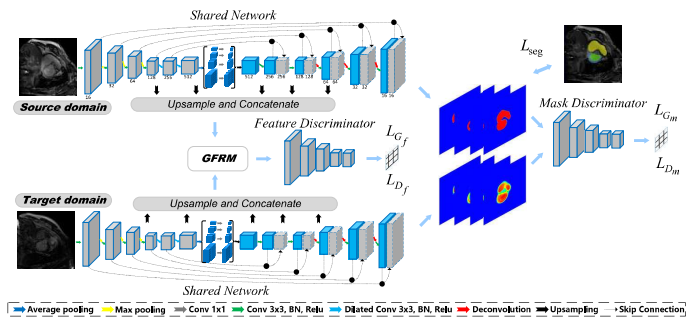 Shared Network
L_seg
16
32
64
128
256
512
512
256 256
128 128
64 64
32 32
16 16
Source domain
Upsample and Concatenate
Mask Discriminator
Feature Discriminator
L_{G_f}
L_{G_m}
GFRM
L_{D_f}
L_{D_m}
Target domain
Upsample and Concatenate
Shared Network
Average pooling
Max pooling
Conv 1x1
Conv 3x3, BN, Relu
Dilated Conv 3x3, BN, Relu
Deconvolution
Upsampling
Skip Connection